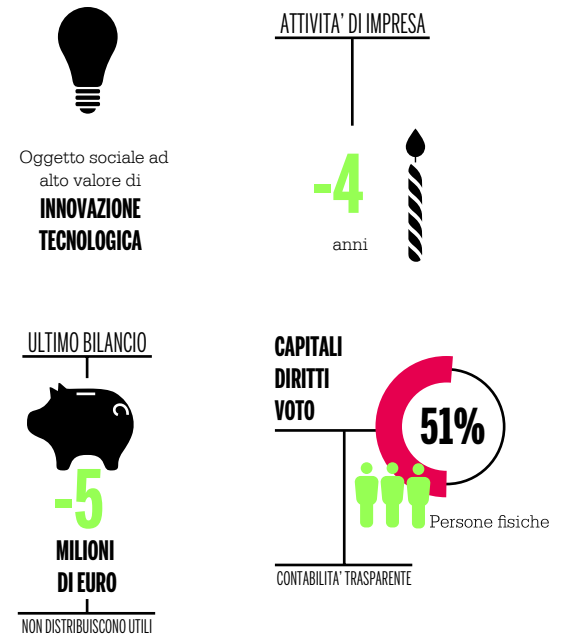 Oggetto sociale ad
alto valore di
INNOVAZIONE
TECNOLOGICA
ATTIVITA' DI IMPRESA
-4
anni
ULTIMO BILANCIO
-5
MILIONI
DI EURO
NON DISTRIBUISCONO UTILI
CAPITALI
DIRITTI
VOTO
51%
Persone fisiche
CONTABILITA' TRASPARENTE